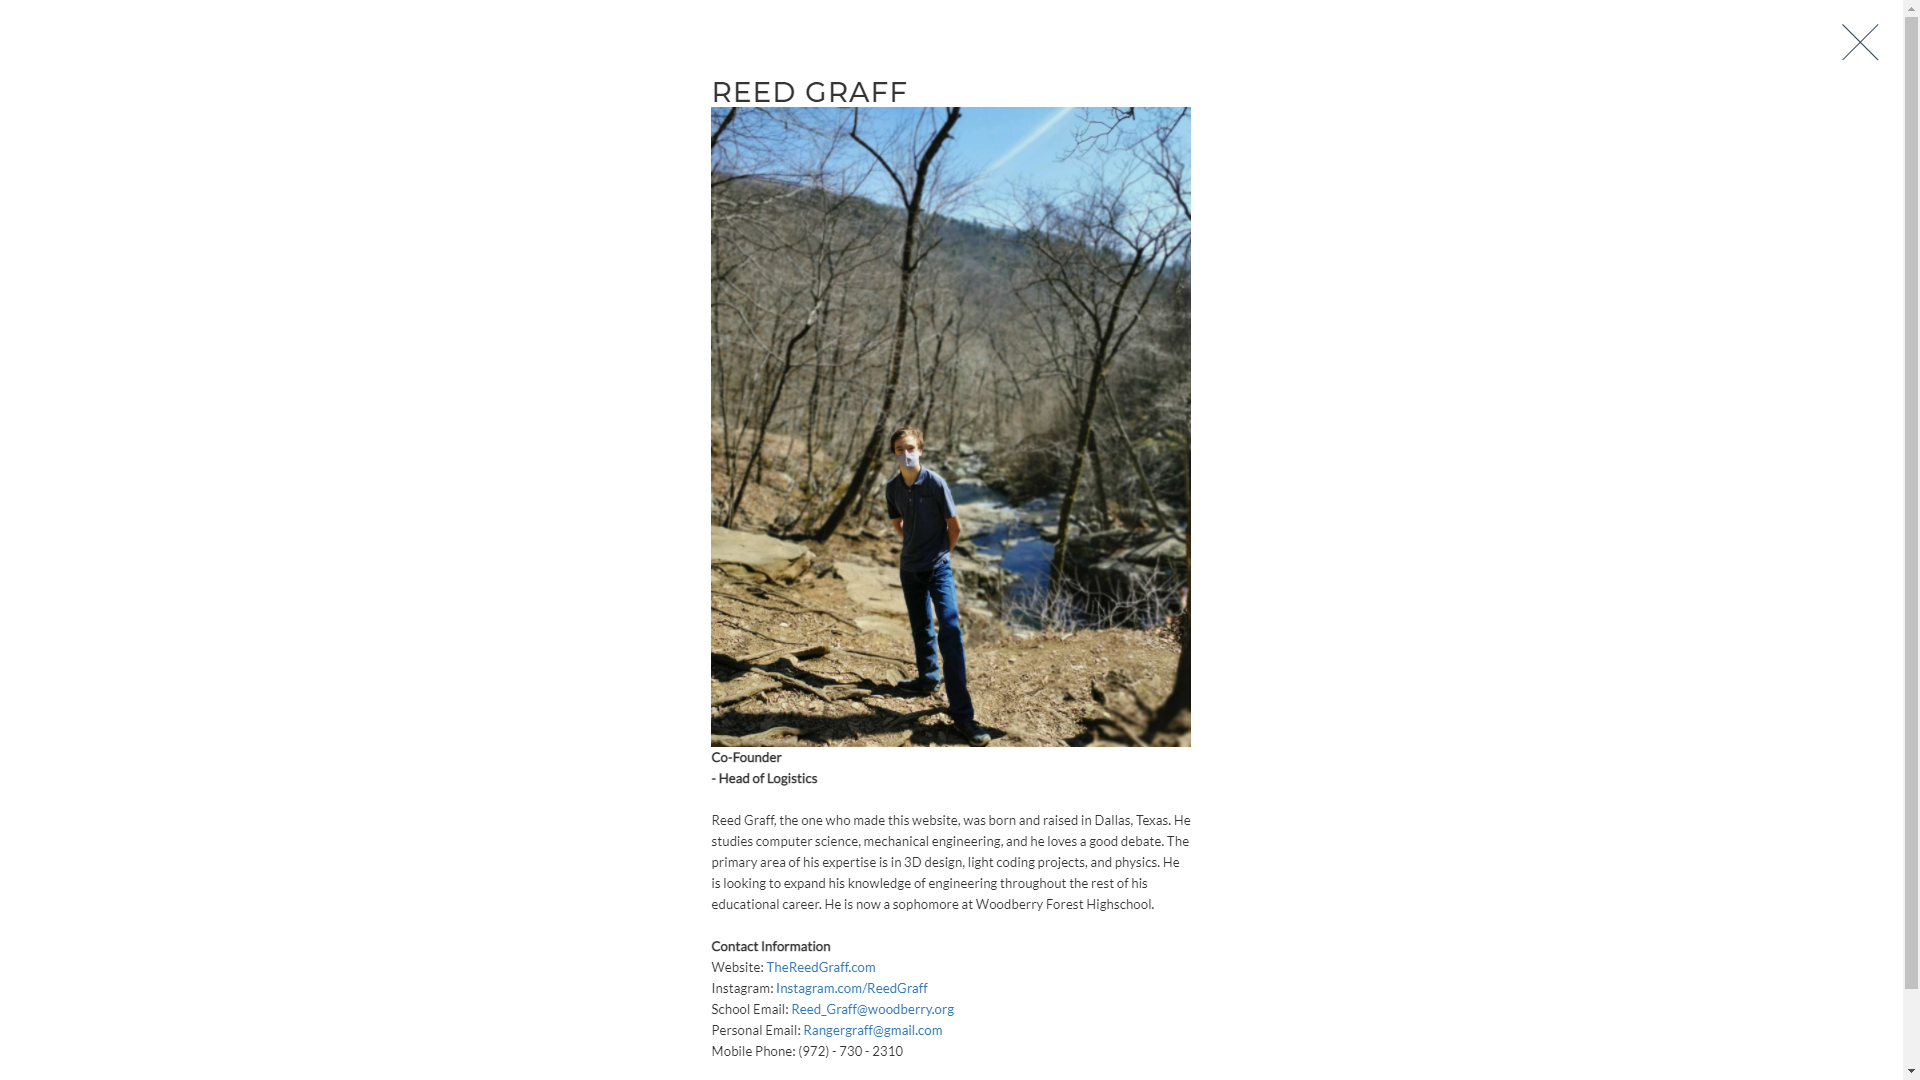 REED GRAFF
Co-Founder
- Head of Logistics
Reed Graff, the one who made this website, was born and raised in Dallas, Texas. He
studies computer science, mechanical engineering, and he loves a good debate. The
primary area of his expertise is in 3D design, light coding projects, and physics. He
is looking to expand his knowledge of engineering throughout the rest of his
educational career. He is now a sophomore at Woodberry Forest Highschool.
Contact Information
Website: TheReedGraff.com
Instagram: Instagram.com/ReedGraff
School Email: Reed_Graff@woodberry.org
Personal Email: Rangergraff@gmail.com
Mobile Phone: (972) - 730 - 2310